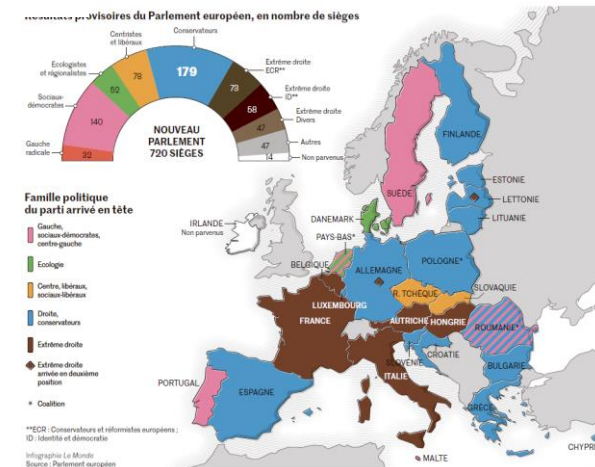 Résultats provisoires du Parlement européen, en nombre de sièges
Centristes
et libéraux
Conservateurs
Ecologistes
et régionalistes
Extrême droite
ECR**
Extrême droite
ID**
Sociaux-
démocrates
Extrême droite
Divers
Gauche
radicale
Autres
Non parvenus
78
179
73
58
140
47
47
NOUVEAU
PARLEMENT
720 SIÈGES
Famille politique
du parti arrivé en tête
Gauche,
sociaux-démocrates,
centre-gauche
Ecologie
Centre, libéraux,
sociaux-libéraux
Droite,
conservateurs
Extrême droite
Extrême droite
arrivée en deuxième
position
* Coalition
**ECR : Conservateurs et réformistes européens ;
ID : Identité et démocratie
Infographie Le Monde
Source : Parlement européen
FINLANDE
SUÈDE
ESTONIE
LETTONIE
LITUANIE
IRLANDE
Non parvenus
DANEMARK
PAYS-BAS*
BELGIQUE
ALLEMAGNE
POLOGNE*
LUXEMBOURG
R. TCHÈQUE
SLOVAQUIE
FRANCE
AUTRICHE
HONGRIE
ROUMANIE*
SLOVÉNIE
CROATIE
BULGARIE
ITALIE
PORTUGAL
ESPAGNE
GRÈCE
MALTE
CHYPR